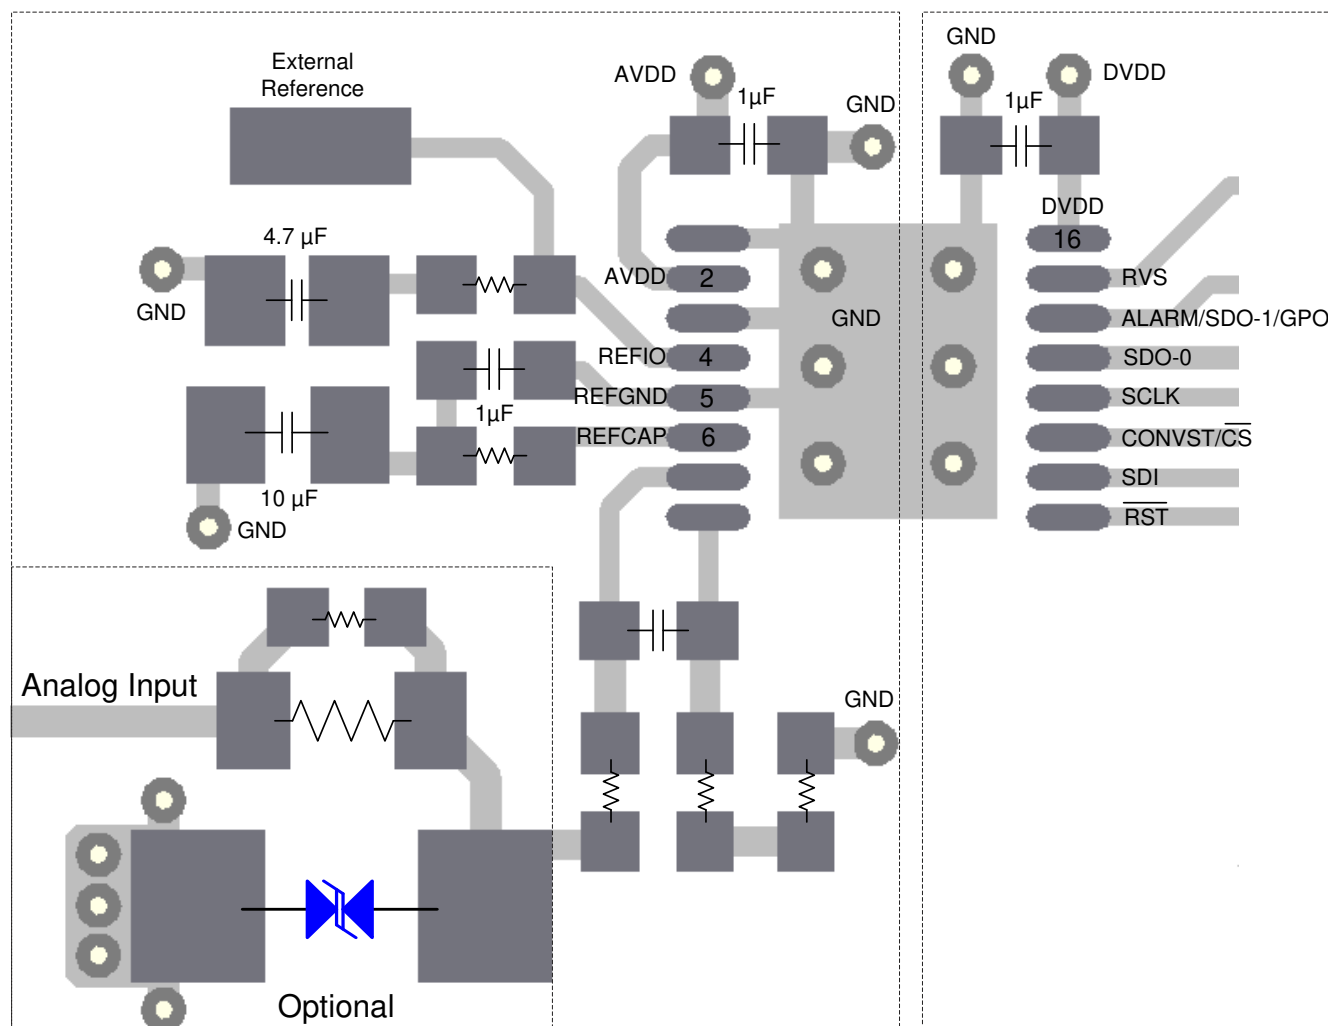 External
Reference
AVDD
1µF
GND
GND
1µF
DVDD
4.7 µF
GND
AVDD
2
GND
REFIO
4
REFGND
5
1µF
REFCAP
6
10 µF
GND
DVDD
16
RVS
ALARM/SDO-1/GPO
SDO-0
SCLK
CONVST/CS
SDI
RST
Analog Input
GND
Optional